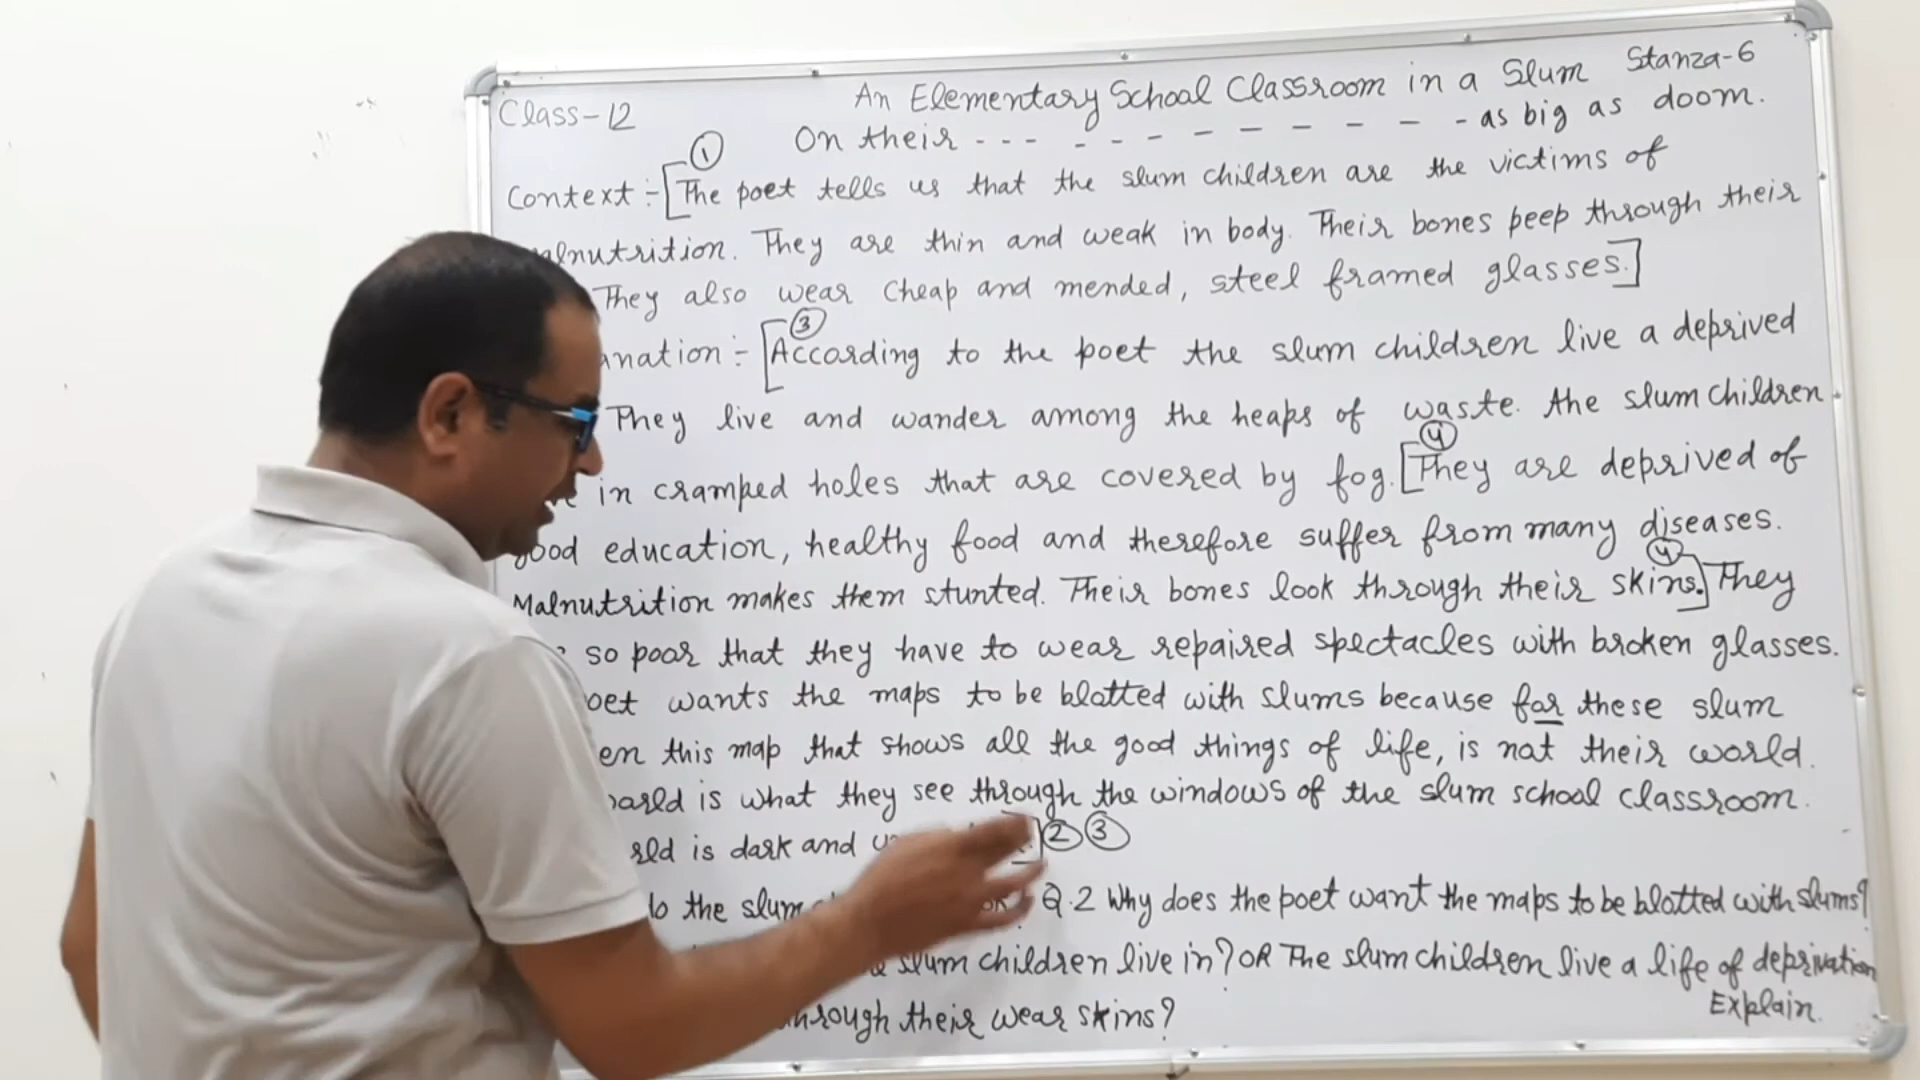 Class-12 An Elementary School Classroom in a Slum Stanza-6
On their - - - - - - - - - - - as big as doom.
①
Context :- [The poet tells us that the slum children are the victims of
alnutrition. They are thin and weak in body. Their bones peep through their
They also wear cheap and mended, steel framed glasses.]
③
anation :- [According to the poet the slum children live a deprived
They live and wander among the heaps of waste. the slum children
④
in cramped holes that are covered by fog. [They are deprived of
good education, healthy food and therefore suffer from many diseases.
④
Malnutrition makes them stunted. Their bones look through their skins.] They
so poor that they have to wear repaired spectacles with broken glasses.
oet wants the maps to be blotted with slums because for these slum
en this map that shows all the good things of life, is not their world.
orld is what they see through the windows of the slum school classroom.
rld is dark and ] ② ③
do the slum Q.2 Why does the poet want the maps to be blotted with slums?
slum children live in? OR The slum children live a life of deprivation
Explain.
through their wear skins?